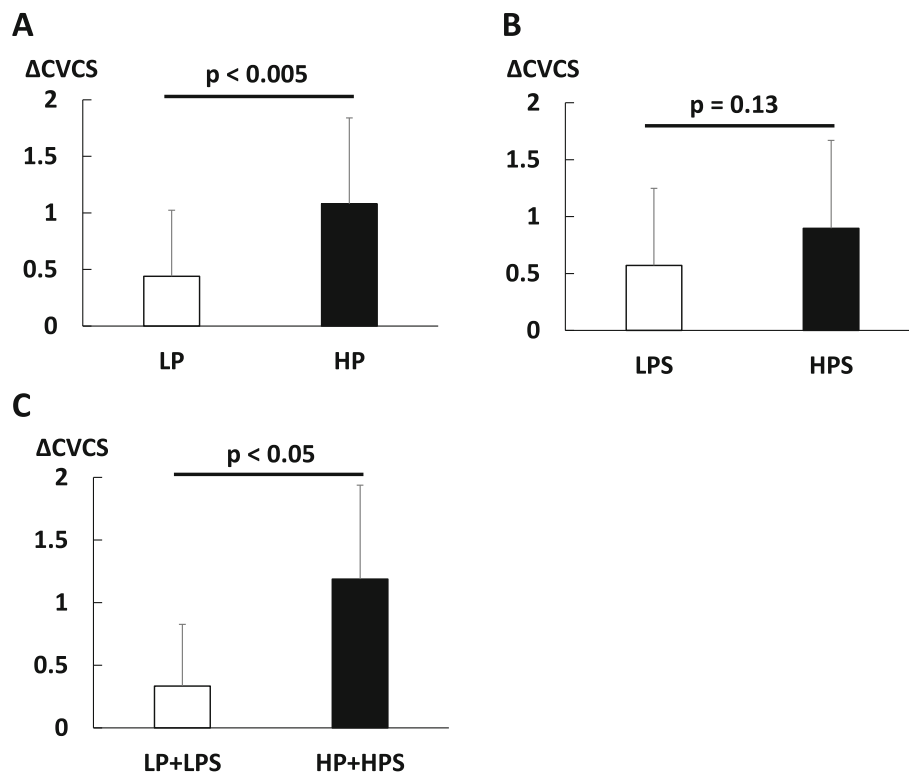 A
ΔCVCS
p < 0.005
2
1.5
1
0.5
0
LP HP
B
ΔCVCS
p = 0.13
2
1.5
1
0.5
0
LPS HPS
C
ΔCVCS
p < 0.05
2
1.5
1
0.5
0
LP+LPS HP+HPS